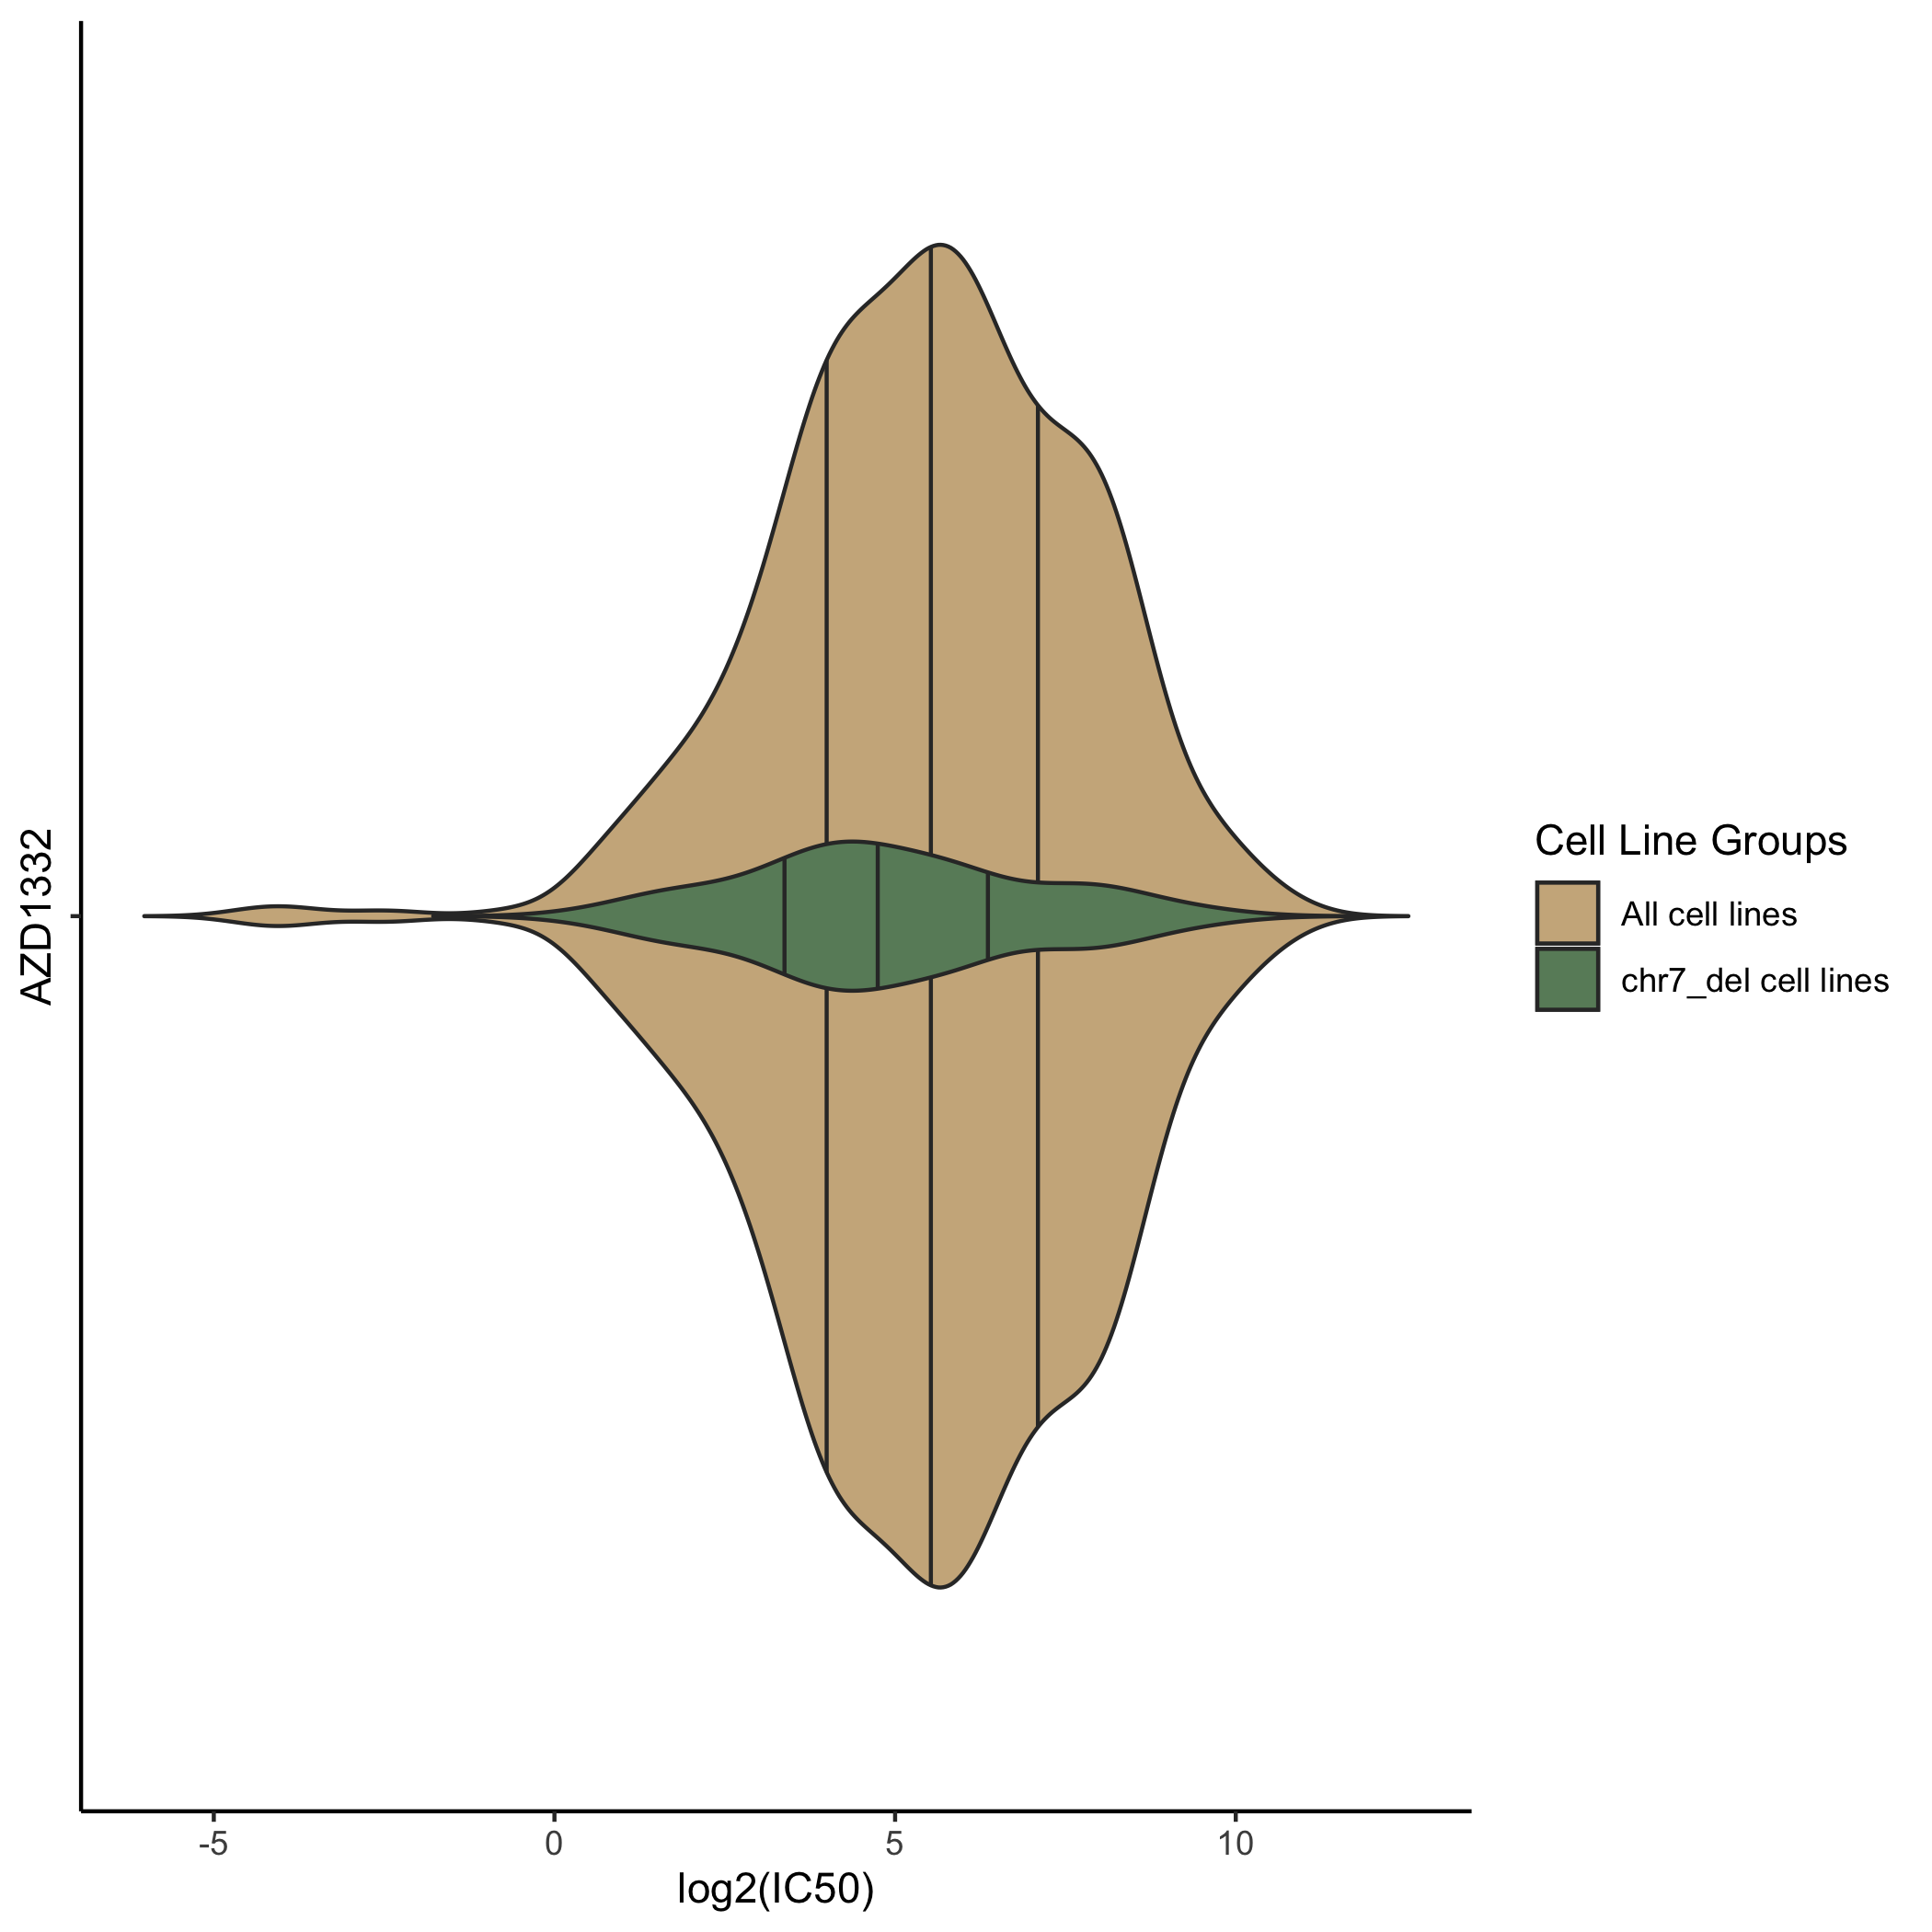 AZD1332
Cell Line Groups
All cell lines
chr7_del cell lines
-5 0 5 10
log2(IC50)